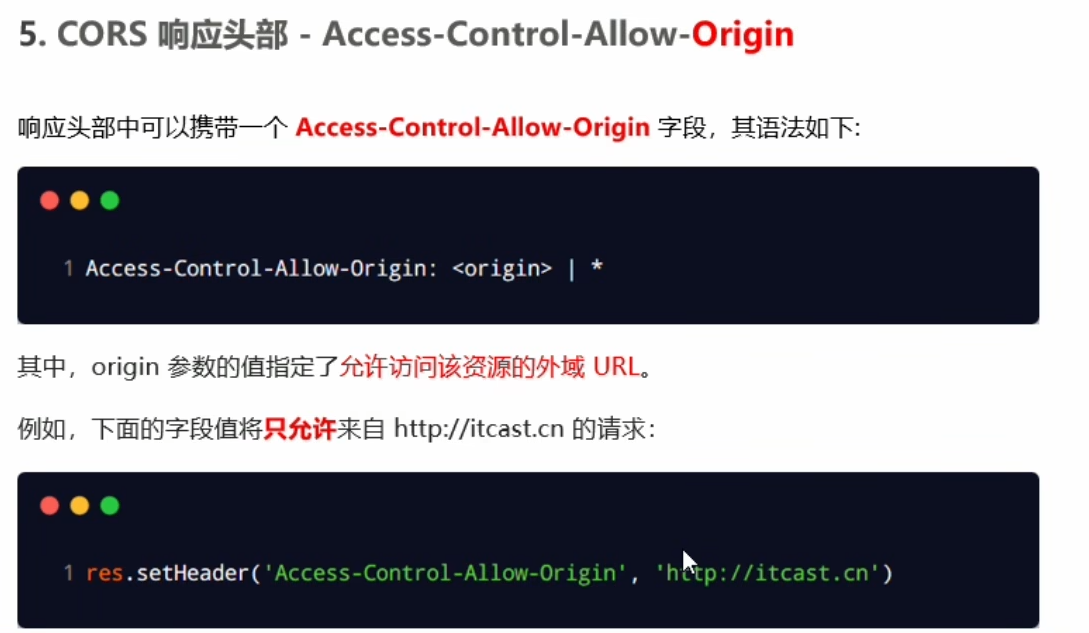 5. CORS 响应头部 - Access-Control-Allow-Origin
响应头部中可以携带一个 Access-Control-Allow-Origin 字段，其语法如下:
1 Access-Control-Allow-Origin: <origin> | *
其中，origin 参数的值指定了允许访问该资源的外域 URL。
例如，下面的字段值将只允许来自 http://itcast.cn 的请求：
1 res.setHeader('Access-Control-Allow-Origin', 'http://itcast.cn')